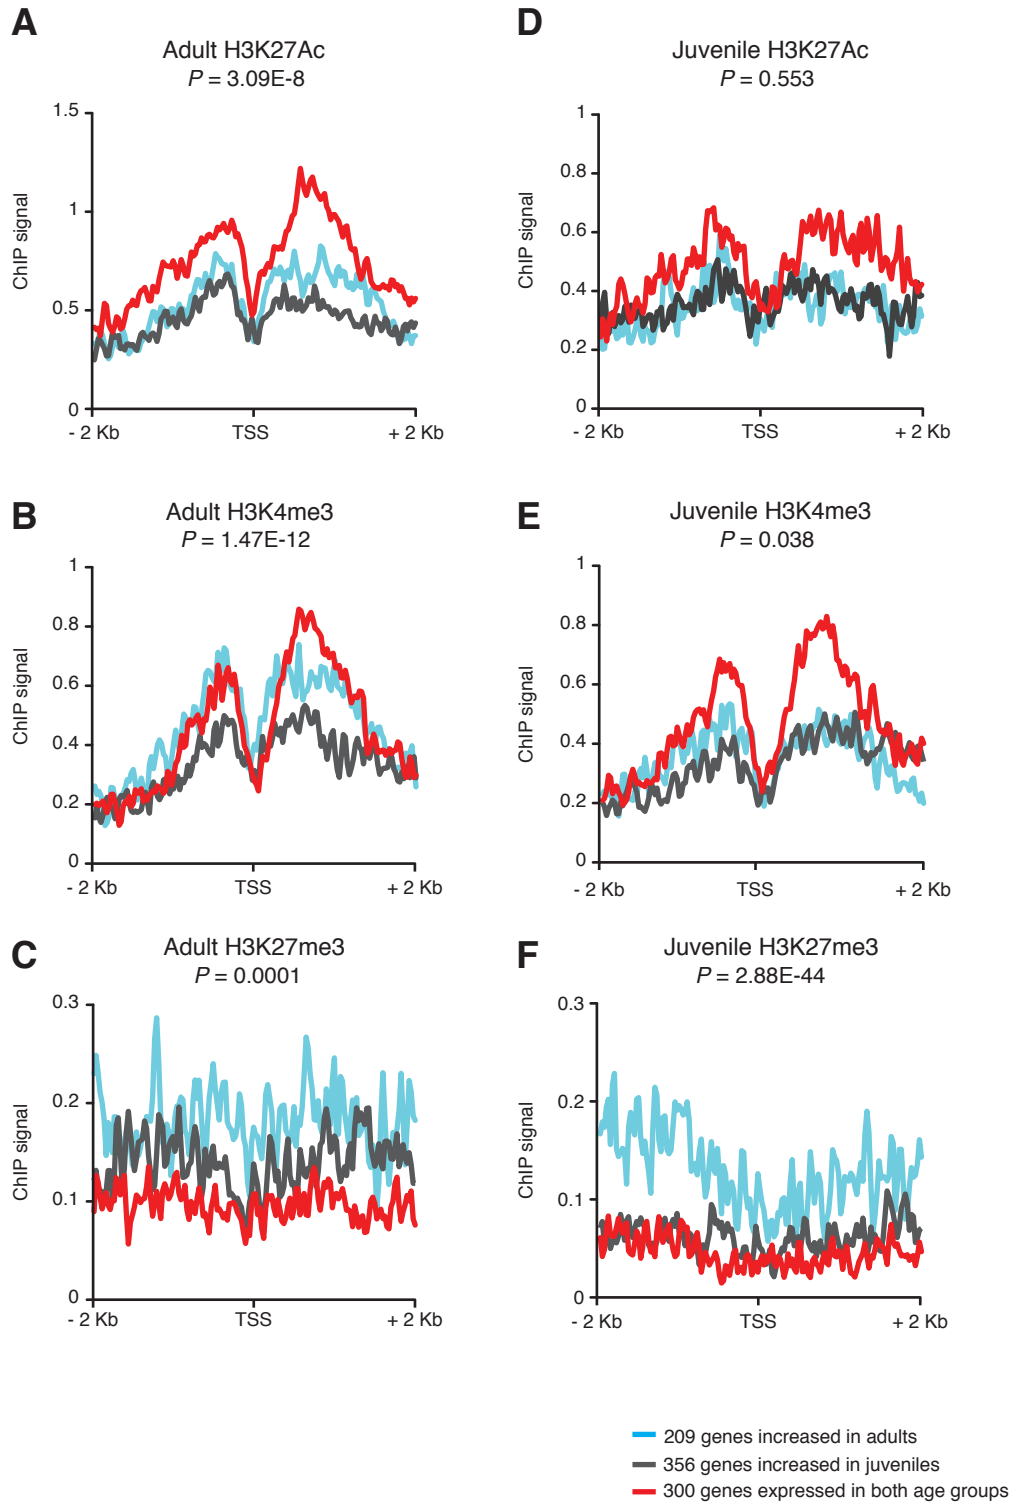 A
Adult H3K27Ac
P = 3.09E-8
1.5
1
0.5
0
ChIP signal
- 2 Kb TSS + 2 Kb
D
Juvenile H3K27Ac
P = 0.553
1
0.8
0.6
0.4
0.2
0
ChIP signal
- 2 Kb TSS + 2 Kb
B
Adult H3K4me3
P = 1.47E-12
1
0.8
0.6
0.4
0.2
0
ChIP signal
- 2 Kb TSS + 2 Kb
E
Juvenile H3K4me3
P = 0.038
1
0.8
0.6
0.4
0.2
0
ChIP signal
- 2 Kb TSS + 2 Kb
C
Adult H3K27me3
P = 0.0001
0.3
0.2
0.1
0
ChIP signal
- 2 Kb TSS + 2 Kb
F
Juvenile H3K27me3
P = 2.88E-44
0.3
0.2
0.1
0
ChIP signal
- 2 Kb TSS + 2 Kb
209 genes increased in adults
356 genes increased in juveniles
300 genes expressed in both age groups